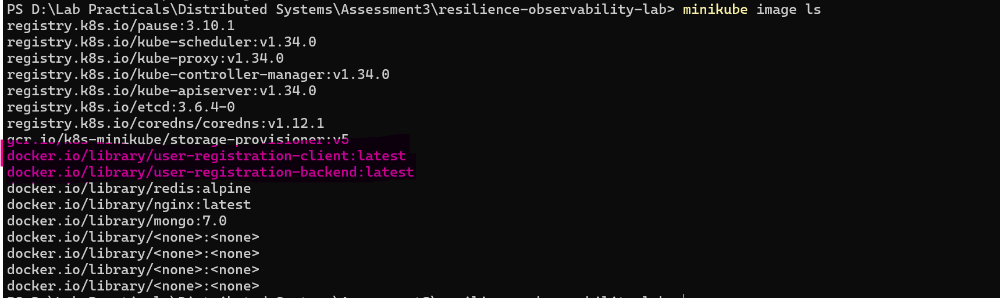 PS D:\Lab Practicals\Distributed Systems\Assessment3\resilience-observability-lab> minikube image ls
registry.k8s.io/pause:3.10.1
registry.k8s.io/kube-scheduler:v1.34.0
registry.k8s.io/kube-proxy:v1.34.0
registry.k8s.io/kube-controller-manager:v1.34.0
registry.k8s.io/kube-apiserver:v1.34.0
registry.k8s.io/etcd:3.6.4-0
registry.k8s.io/coredns/coredns:v1.12.1
gcr.io/k8s-minikube/storage-provisioner:v5
docker.io/library/user-registration-client:latest
docker.io/library/user-registration-backend:latest
docker.io/library/redis:alpine
docker.io/library/nginx:latest
docker.io/library/mongo:7.0
docker.io/library/<none>:<none>
docker.io/library/<none>:<none>
docker.io/library/<none>:<none>
docker.io/library/<none>:<none>